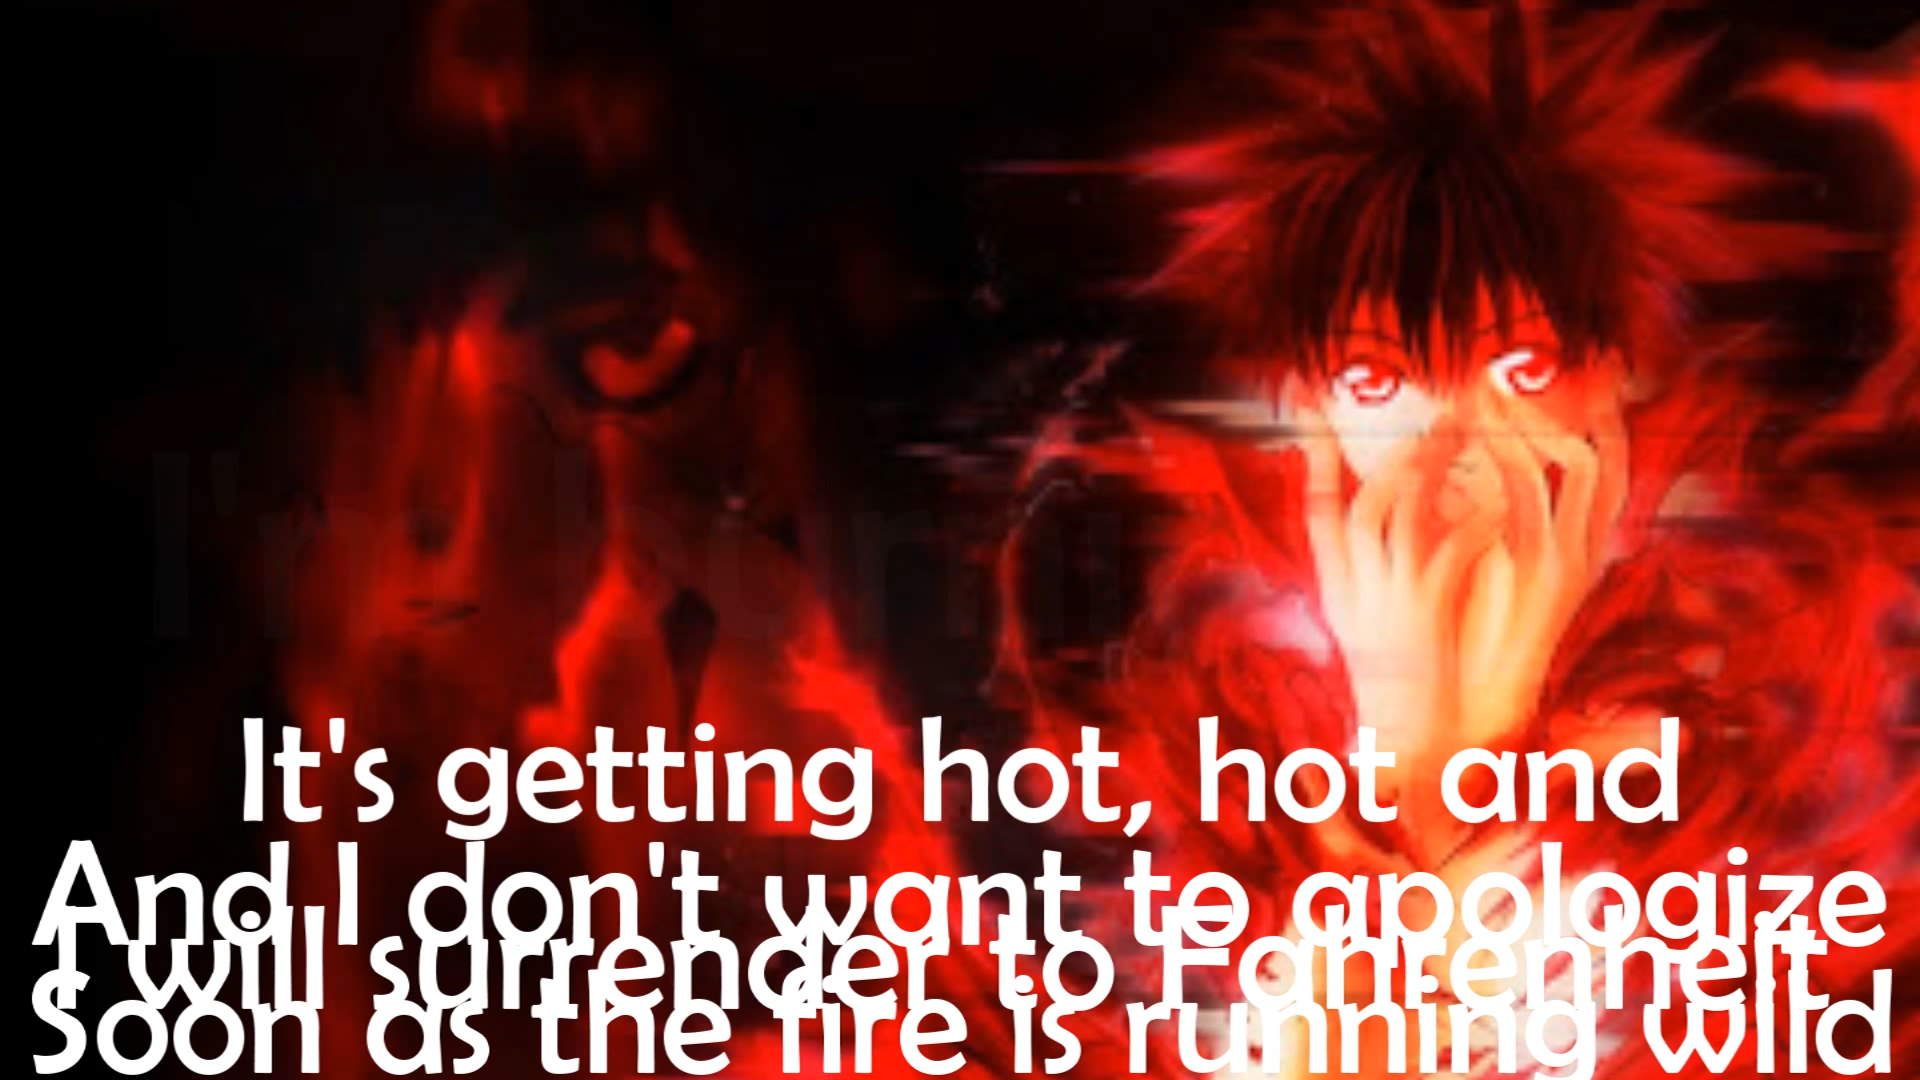 I'm burni
It's getting hot, hot and
And I don't want to apologize
I will surrender to Fahrenheit
Soon as the fire is running wild